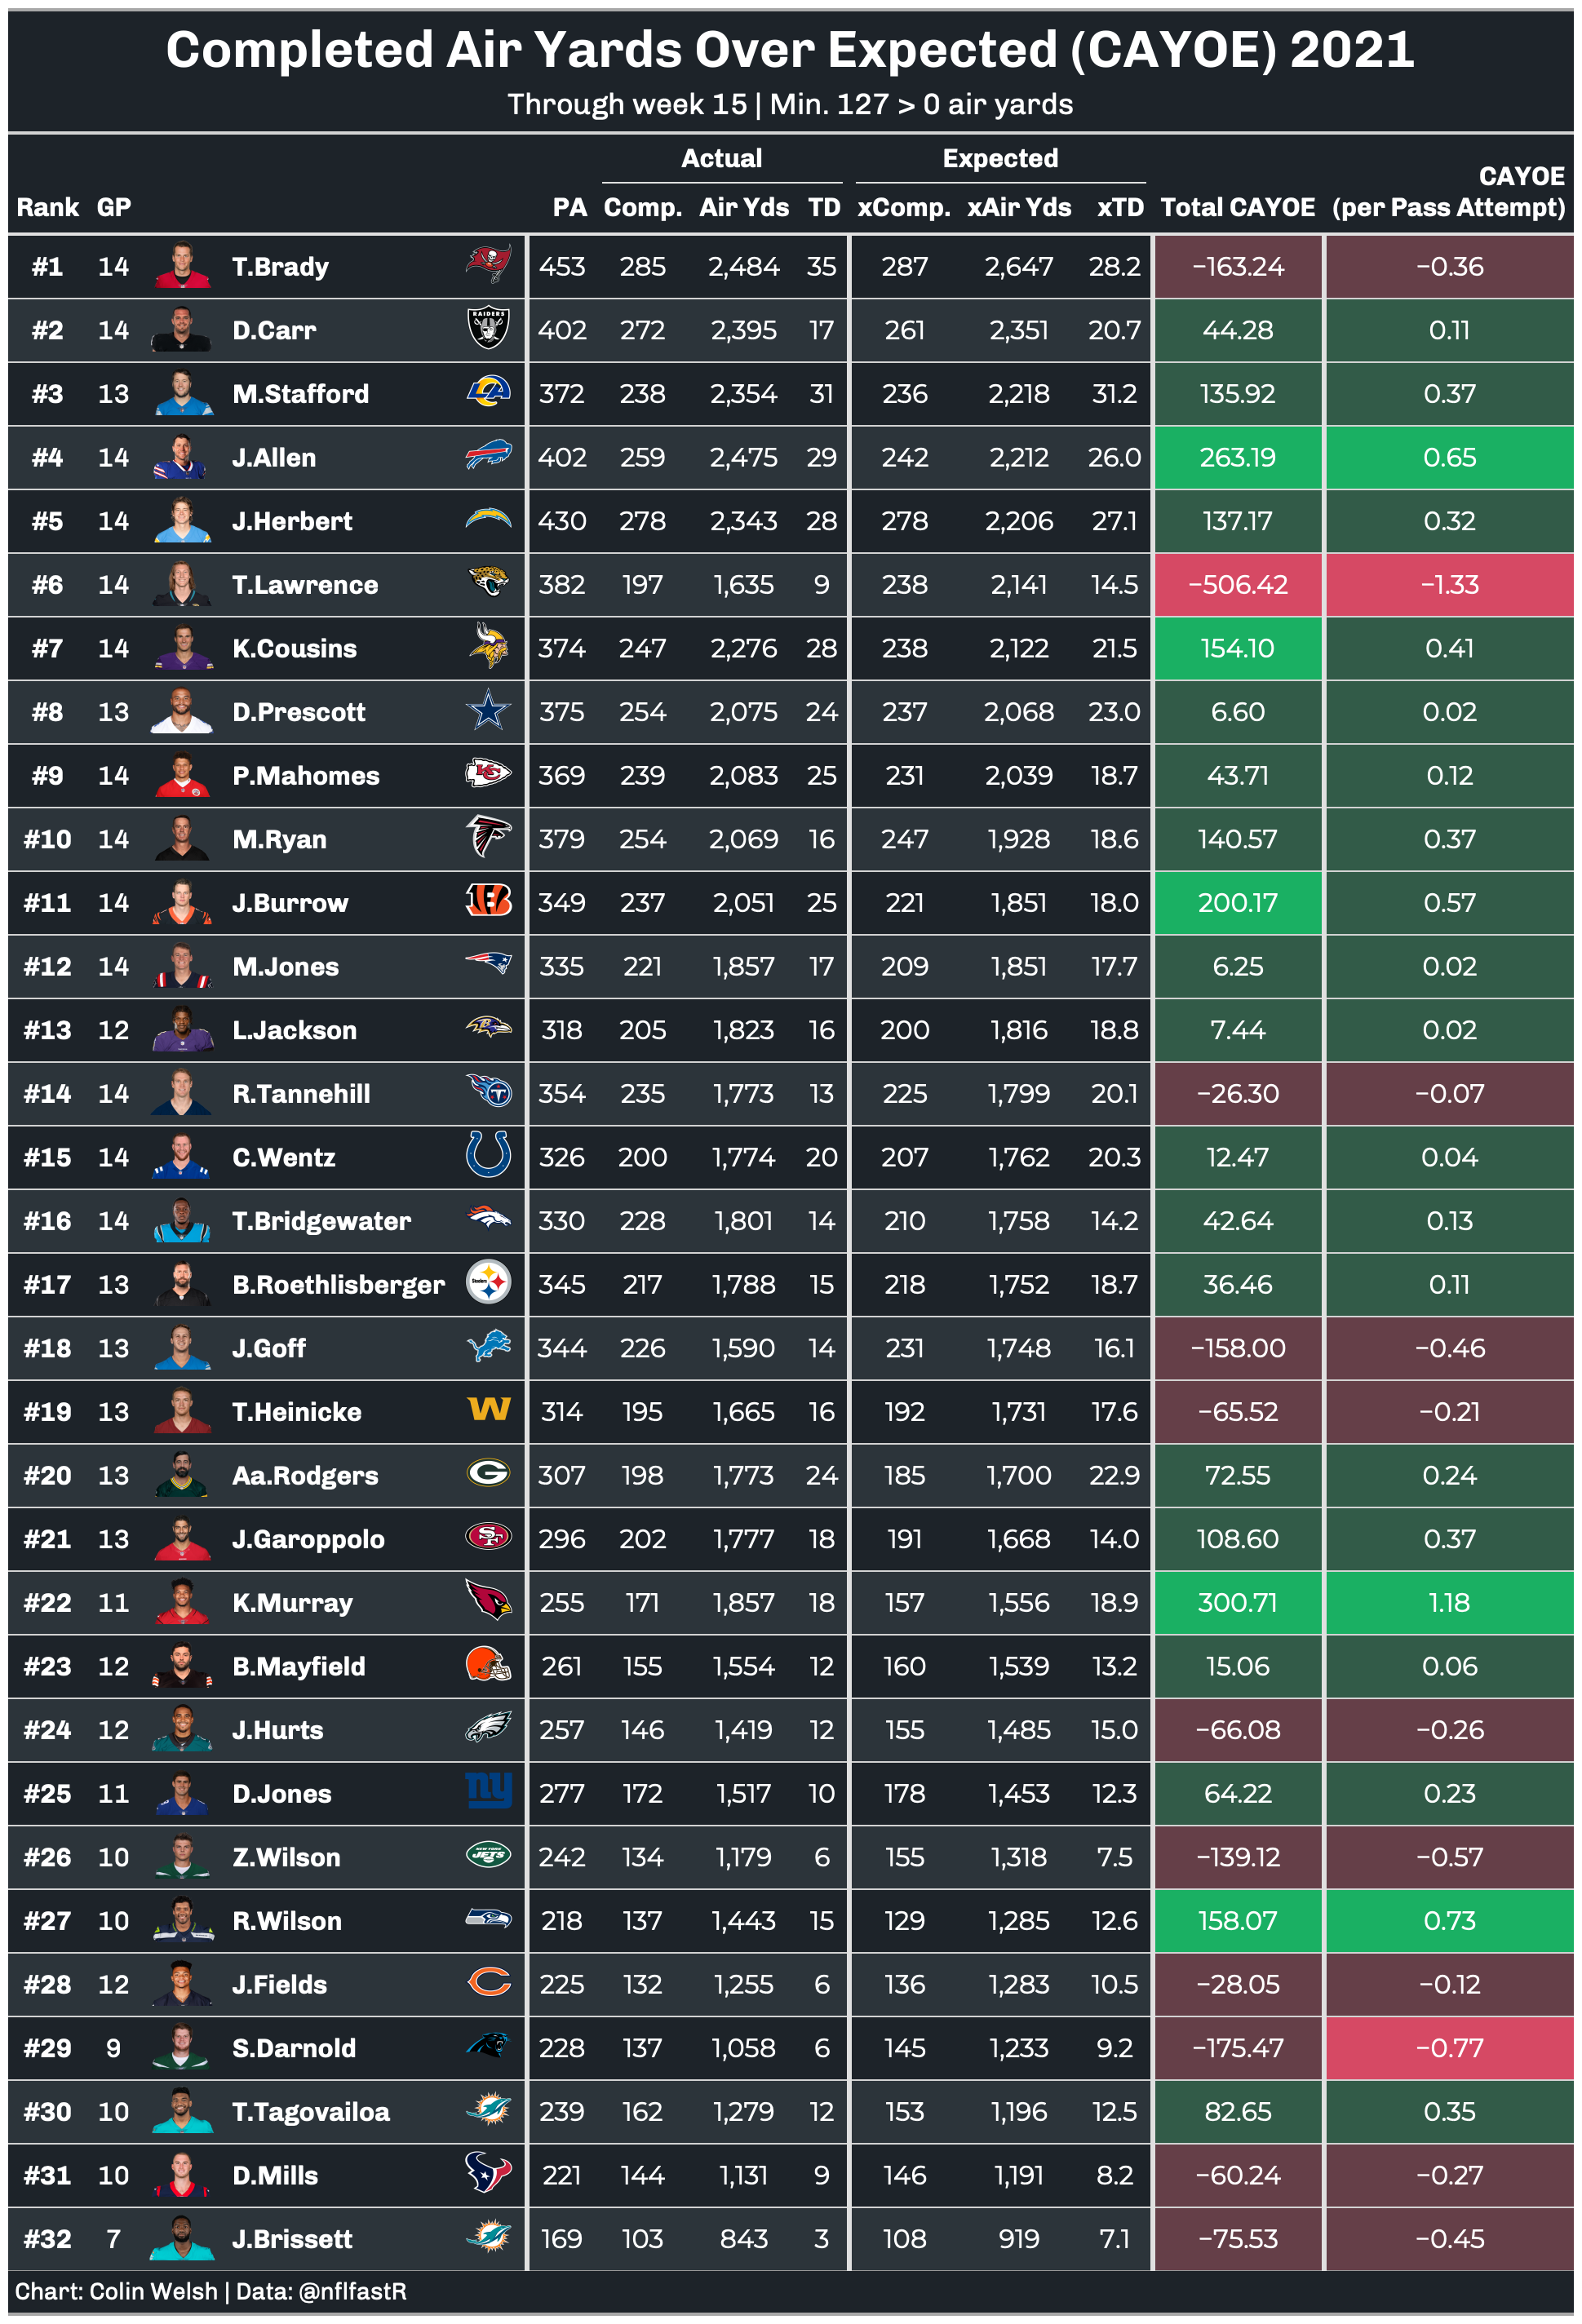 Completed Air Yards Over Expected (CAYOE) 2021
Through week 15 | Min. 127 > 0 air yards
Actual Expected
CAYOE
Rank GP PA Comp. Air Yds TD xComp. xAir Yds xTD Total CAYOE (per Pass Attempt)
#1 14 T.Brady 453 285 2,484 35 287 2,647 28.2 −163.24 −0.36
#2 14 D.Carr RAIDERS 402 272 2,395 17 261 2,351 20.7 44.28 0.11
#3 13 M.Stafford LA 372 238 2,354 31 236 2,218 31.2 135.92 0.37
#4 14 J.Allen 402 259 2,475 29 242 2,212 26.0 263.19 0.65
#5 14 J.Herbert 430 278 2,343 28 278 2,206 27.1 137.17 0.32
#6 14 T.Lawrence 382 197 1,635 9 238 2,141 14.5 −506.42 −1.33
#7 14 K.Cousins 374 247 2,276 28 238 2,122 21.5 154.10 0.41
#8 13 D.Prescott 375 254 2,075 24 237 2,068 23.0 6.60 0.02
#9 14 P.Mahomes KC 369 239 2,083 25 231 2,039 18.7 43.71 0.12
#10 14 M.Ryan 379 254 2,069 16 247 1,928 18.6 140.57 0.37
#11 14 J.Burrow B 349 237 2,051 25 221 1,851 18.0 200.17 0.57
#12 14 M.Jones 335 221 1,857 17 209 1,851 17.7 6.25 0.02
#13 12 L.Jackson B 318 205 1,823 16 200 1,816 18.8 7.44 0.02
#14 14 R.Tannehill T 354 235 1,773 13 225 1,799 20.1 −26.30 −0.07
#15 14 C.Wentz 326 200 1,774 20 207 1,762 20.3 12.47 0.04
#16 14 T.Bridgewater 330 228 1,801 14 210 1,758 14.2 42.64 0.13
#17 13 B.Roethlisberger Steelers 345 217 1,788 15 218 1,752 18.7 36.46 0.11
#18 13 J.Goff 344 226 1,590 14 231 1,748 16.1 −158.00 −0.46
#19 13 T.Heinicke W 314 195 1,665 16 192 1,731 17.6 −65.52 −0.21
#20 13 Aa.Rodgers G 307 198 1,773 24 185 1,700 22.9 72.55 0.24
#21 13 J.Garoppolo SF 296 202 1,777 18 191 1,668 14.0 108.60 0.37
#22 11 K.Murray 255 171 1,857 18 157 1,556 18.9 300.71 1.18
#23 12 B.Mayfield 261 155 1,554 12 160 1,539 13.2 15.06 0.06
#24 12 J.Hurts 257 146 1,419 12 155 1,485 15.0 −66.08 −0.26
#25 11 D.Jones ny 277 172 1,517 10 178 1,453 12.3 64.22 0.23
#26 10 Z.Wilson NEW YORK JETS 242 134 1,179 6 155 1,318 7.5 −139.12 −0.57
#27 10 R.Wilson 218 137 1,443 15 129 1,285 12.6 158.07 0.73
#28 12 J.Fields C 225 132 1,255 6 136 1,283 10.5 −28.05 −0.12
#29 9 S.Darnold 228 137 1,058 6 145 1,233 9.2 −175.47 −0.77
#30 10 T.Tagovailoa 239 162 1,279 12 153 1,196 12.5 82.65 0.35
#31 10 D.Mills 221 144 1,131 9 146 1,191 8.2 −60.24 −0.27
#32 7 J.Brissett 169 103 843 3 108 919 7.1 −75.53 −0.45
Chart: Colin Welsh | Data: @nflfastR